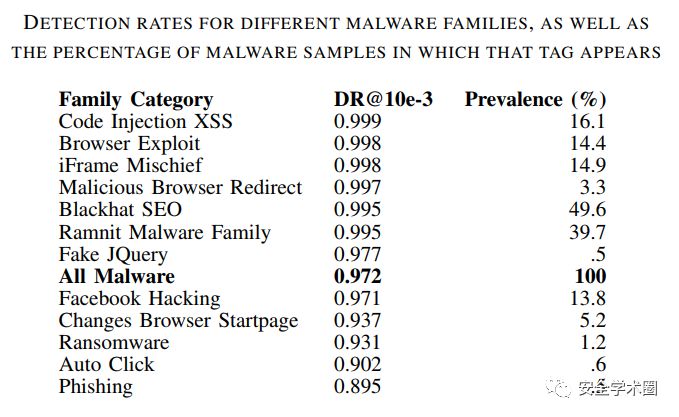 DETECTION RATES FOR DIFFERENT MALWARE FAMILIES, AS WELL AS
THE PERCENTAGE OF MALWARE SAMPLES IN WHICH THAT TAG APPEARS
Family Category DR@10e-3 Prevalence (%)
Code Injection XSS 0.999 16.1
Browser Exploit 0.998 14.4
iFrame Mischief 0.998 14.9
Malicious Browser Redirect 0.997 3.3
Blackhat SEO 0.995 49.6
Ramnit Malware Family 0.995 39.7
Fake JQuery 0.977 .5
All Malware 0.972 100
Facebook Hacking 0.971 13.8
Changes Browser Startpage 0.937 5.2
Ransomware 0.931 1.2
Auto Click 0.902 .6
Phishing 0.895
安全学术圈